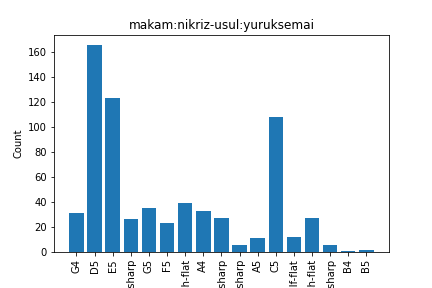 makam:nikriz-usul:yuruksemai
Count
160
140
120
100
80
60
40
20
0
G4
D5
E5
sharp
G5
F5
h-flat
A4
sharp
sharp
A5
C5
lf-flat
h-flat
sharp
B4
B5